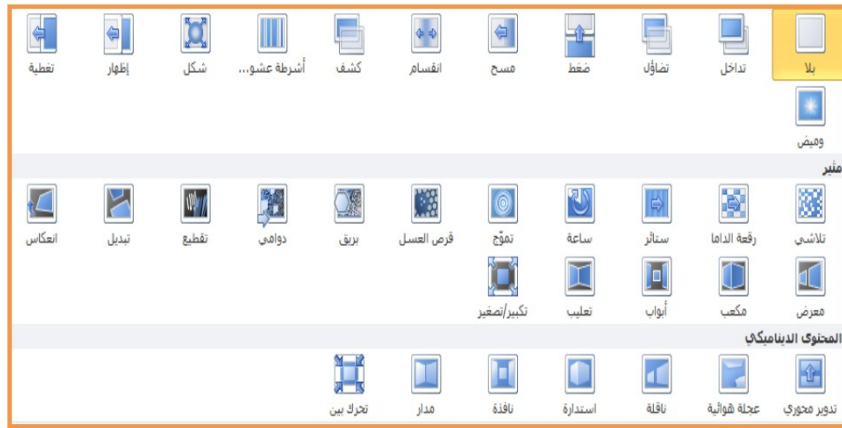 بلا تداخل تضاؤل ضغط مسح انقسام كشف أشرطة عشو... شكل إظهار تغطية
وميض
مثير
تلاشي رقعة الداما ستائر ساعة تموّج قرص العسل بريق دوامي تقطيع تبديل انعكاس
معرض مكعب أبواب تعليب تكبير/تصغير
المحتوى الديناميكي
تدوير محوري عجلة هوائية ناقلة استدارة نافذة مدار تحرك بين